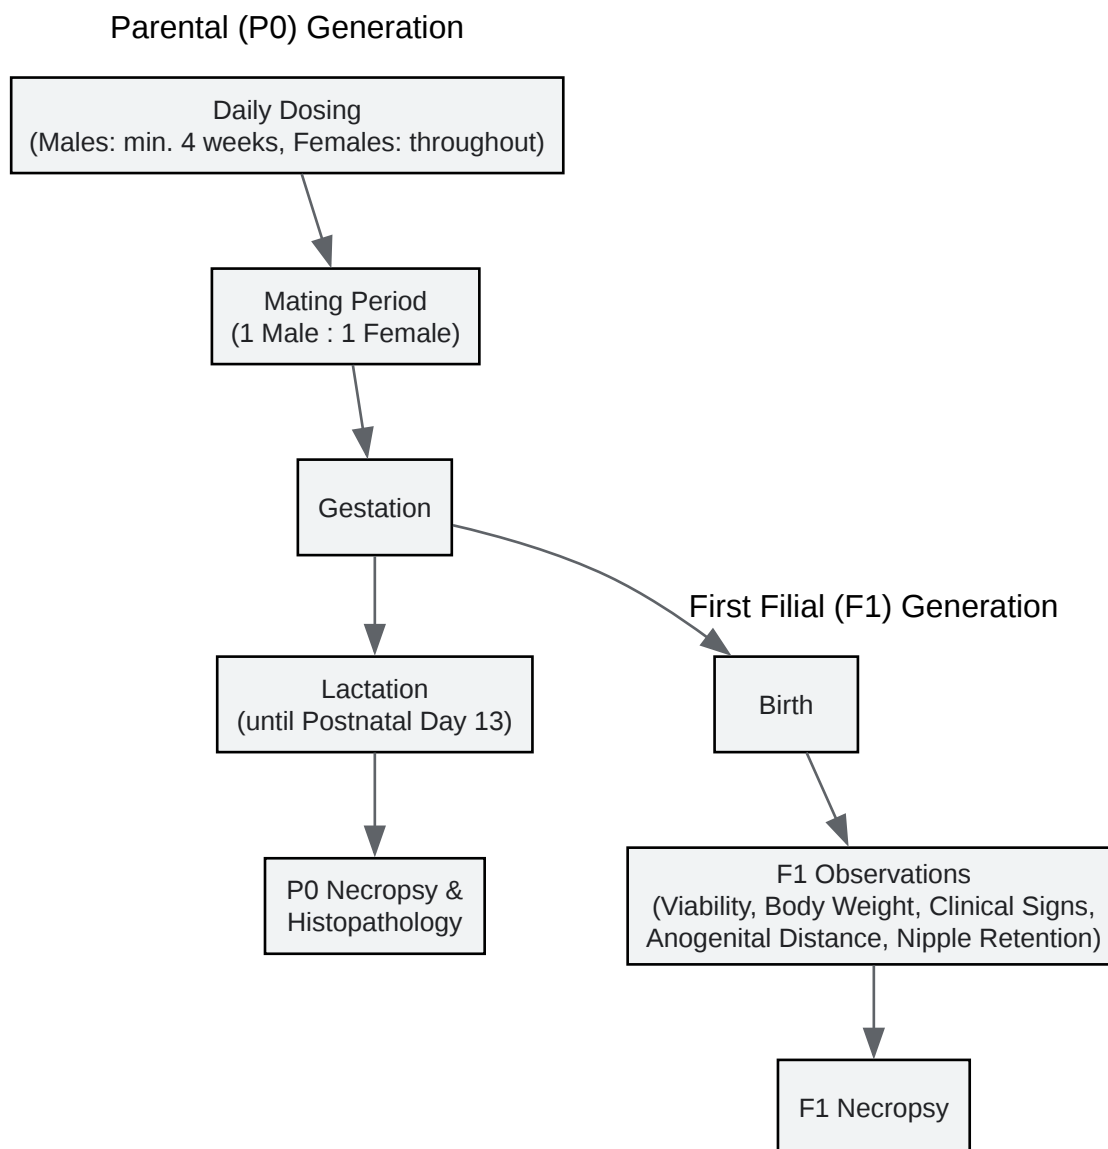 Parental (P0) Generation
Daily Dosing
(Males: min. 4 weeks, Females: throughout)
Mating Period
(1 Male : 1 Female)
Gestation
First Filial (F1) Generation
Lactation
(until Postnatal Day 13)
Birth
P0 Necropsy &
Histopathology
F1 Observations
(Viability, Body Weight, Clinical Signs,
Anogenital Distance, Nipple Retention)
F1 Necropsy